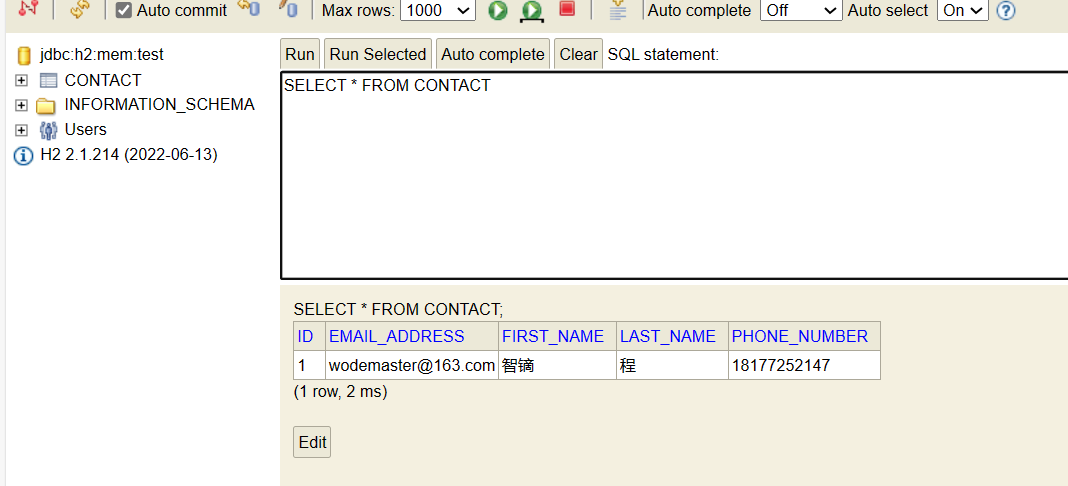 Auto commit Max rows: 1000 Auto complete Off Auto select On ?
jdbc:h2:mem:test
CONTACT
INFORMATION_SCHEMA
Users
H2 2.1.214 (2022-06-13)
Run Run Selected Auto complete Clear SQL statement:
SELECT * FROM CONTACT
SELECT * FROM CONTACT;
ID EMAIL_ADDRESS FIRST_NAME LAST_NAME PHONE_NUMBER
1 wodemaster@163.com 智镝 程 18177252147
(1 row, 2 ms)
Edit